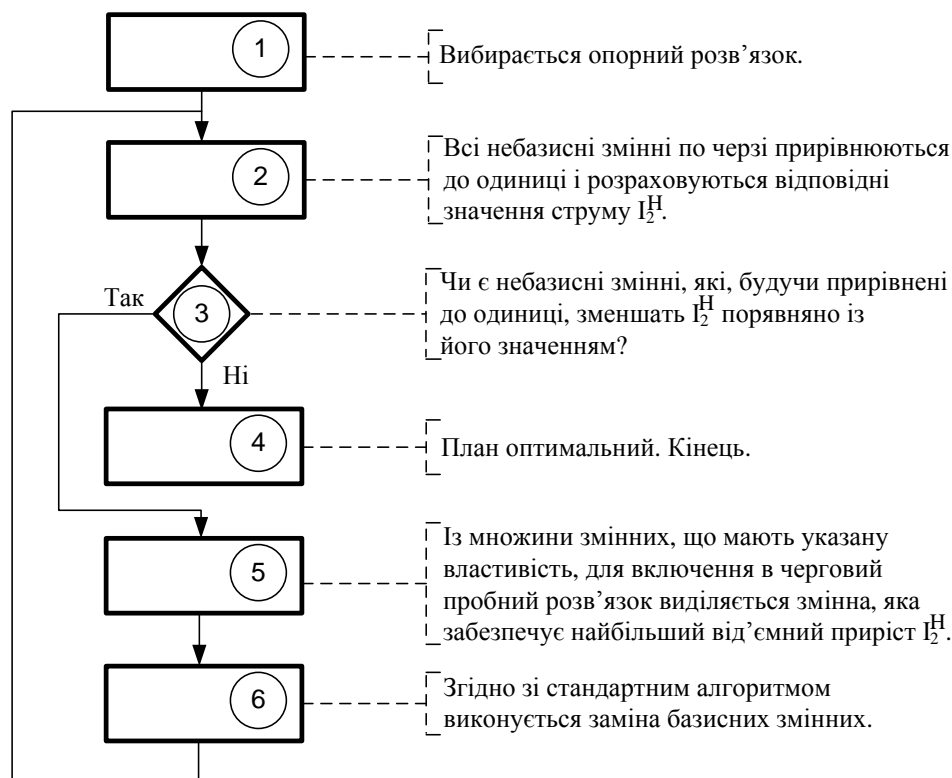 1
Вибирається опорний розв’язок.
2
Всі небазисні змінні по черзі прирівнюються
до одиниці і розраховуються відповідні
значення струму I₂ᴴ.
Так
3
Чи є небазисні змінні, які, будучи прирівнені
до одиниці, зменшать I₂ᴴ порявняно із
його значенням?
Ні
4
План оптимальний. Кінець.
5
Із множини змінних, що мають указану
властивість, для включення в черговий
пробний розв’язок виділяється змінна, яка
забезпечує найбільший від’ємний приріст I₂ᴴ.
6
Згідно зі стандартним алгоритмом
виконується заміна базисних змінних.